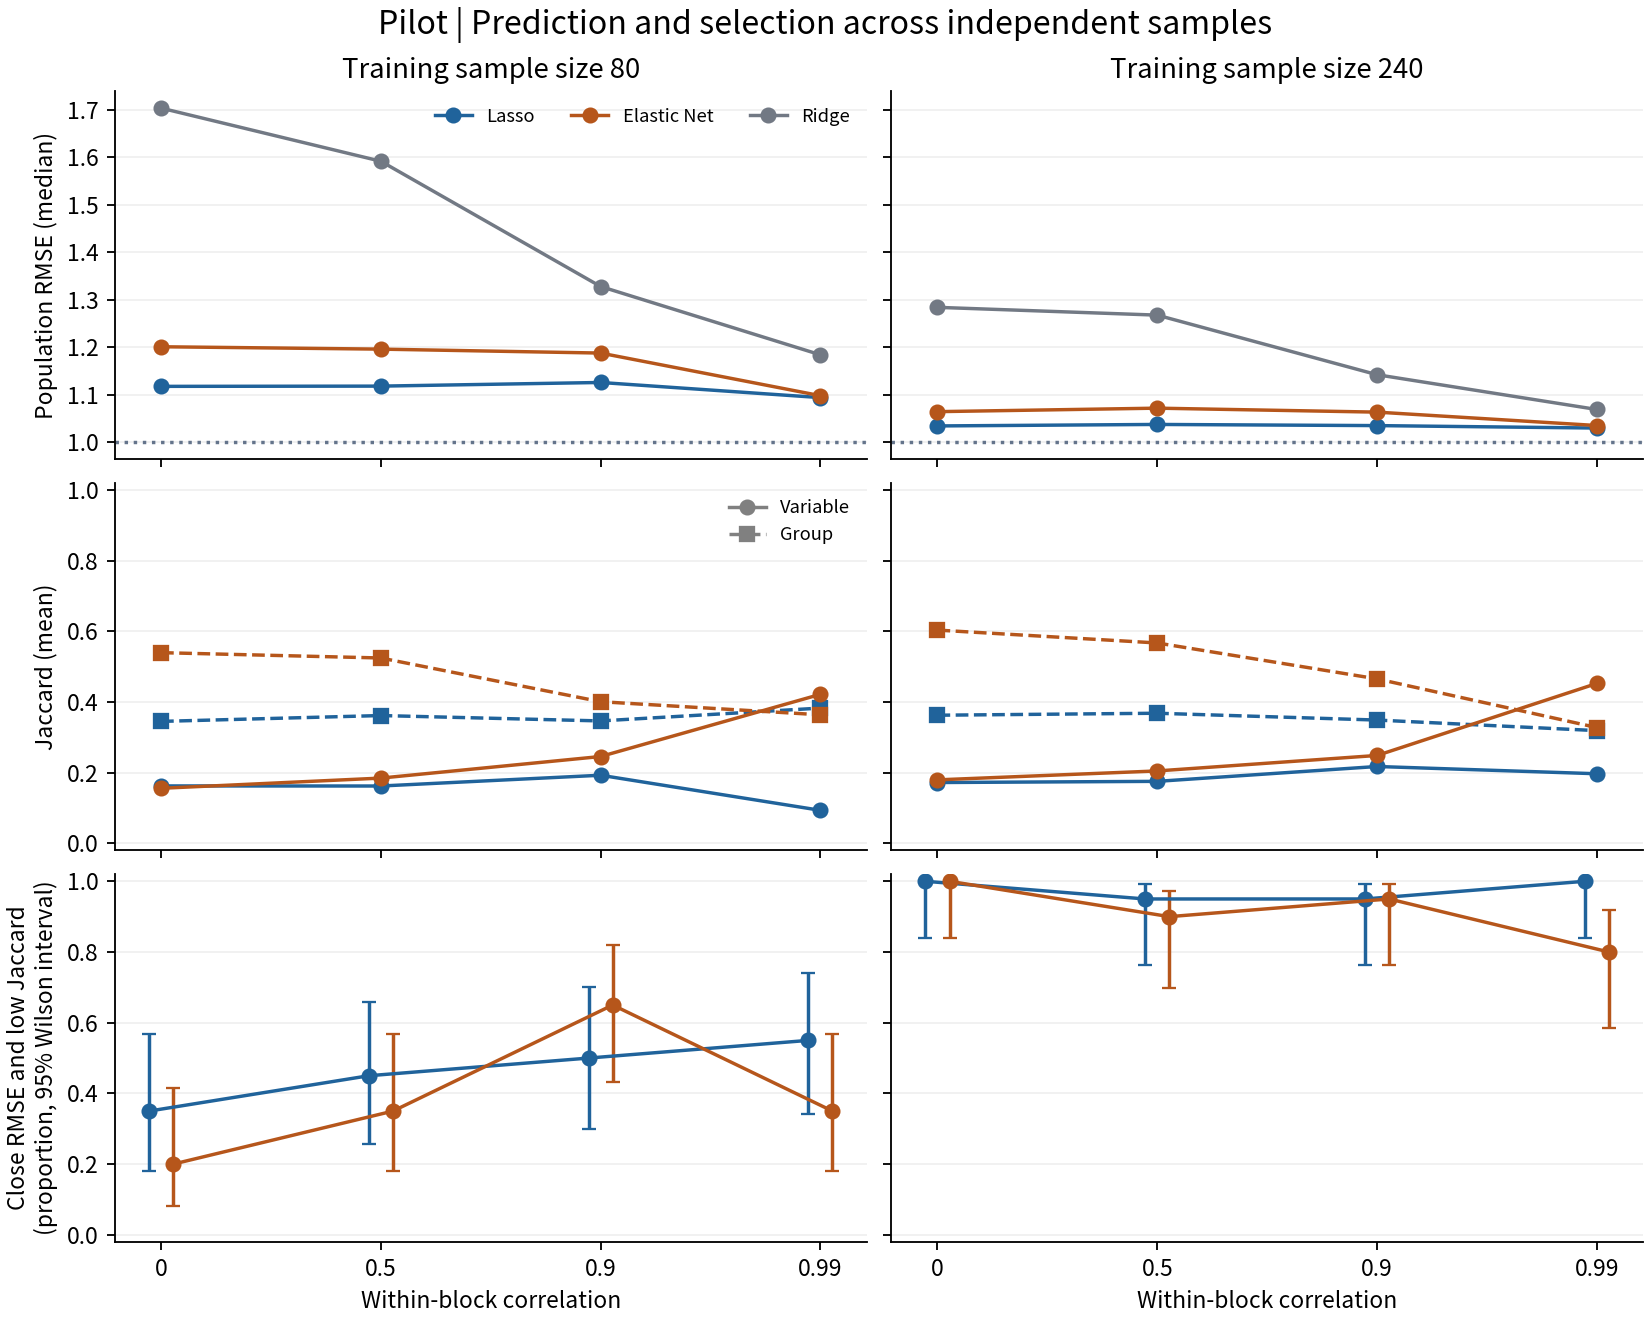 Pilot | Prediction and selection across independent samples
Training sample size 80
Training sample size 240
Population RMSE (median)
1.7
1.6
1.5
1.4
1.3
1.2
1.1
1.0
Lasso
Elastic Net
Ridge
Jaccard (mean)
1.0
0.8
0.6
0.4
0.2
0.0
Variable
Group
Close RMSE and low Jaccard
(proportion, 95% Wilson interval)
1.0
0.8
0.6
0.4
0.2
0.0
0
0.5
0.9
0.99
Within-block correlation
0
0.5
0.9
0.99
Within-block correlation